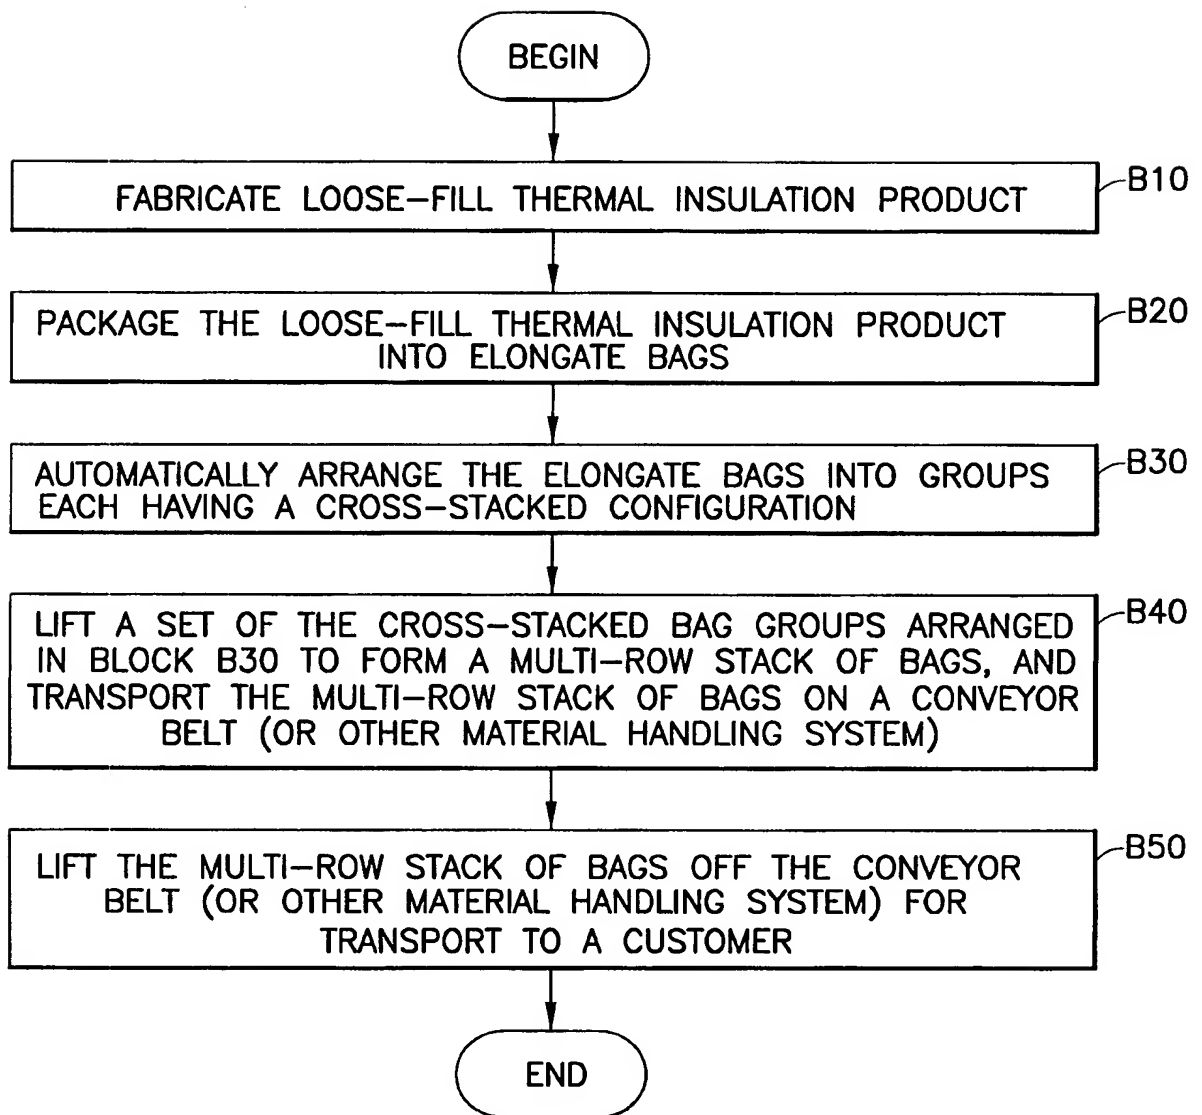 BEGIN
FABRICATE LOOSE-FILL THERMAL INSULATION PRODUCT
B10
PACKAGE THE LOOSE-FILL THERMAL INSULATION PRODUCT
INTO ELONGATE BAGS
B20
AUTOMATICALLY ARRANGE THE ELONGATE BAGS INTO GROUPS
EACH HAVING A CROSS-STACKED CONFIGURATION
B30
LIFT A SET OF THE CROSS-STACKED BAG GROUPS ARRANGED
IN BLOCK B30 TO FORM A MULTI-ROW STACK OF BAGS, AND
TRANSPORT THE MULTI-ROW STACK OF BAGS ON A CONVEYOR
BELT (OR OTHER MATERIAL HANDLING SYSTEM)
B40
LIFT THE MULTI-ROW STACK OF BAGS OFF THE CONVEYOR
BELT (OR OTHER MATERIAL HANDLING SYSTEM) FOR
TRANSPORT TO A CUSTOMER
B50
END